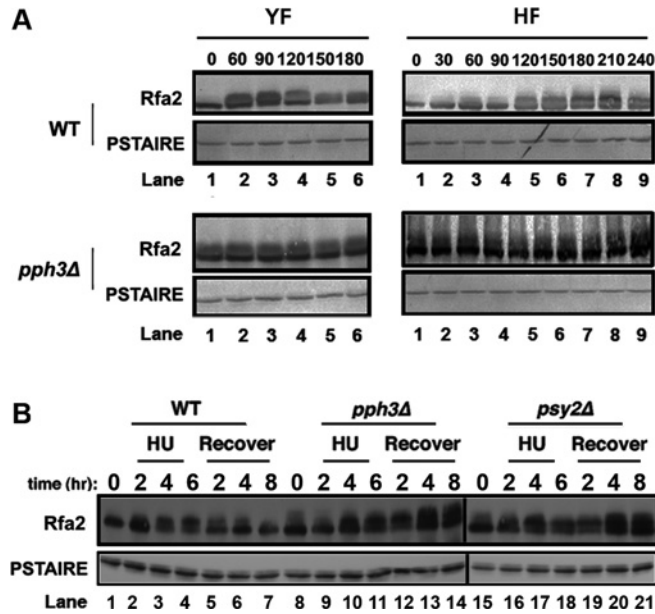 A
YF HF
0 60 90 120 150 180 0 30 60 90 120 150 180 210 240
Rfa2
WT
PSTAIRE
Lane 1 2 3 4 5 6 1 2 3 4 5 6 7 8 9
Rfa2
pph3Δ
PSTAIRE
Lane 1 2 3 4 5 6 1 2 3 4 5 6 7 8 9
B
WT pph3Δ psy2Δ
HU Recover HU Recover HU Recover
time (hr): 0 2 4 6 2 4 8 0 2 4 6 2 4 8 0 2 4 6 2 4 8
Rfa2
PSTAIRE
Lane 1 2 3 4 5 6 7 8 9 10 11 12 13 14 15 16 17 18 19 20 21